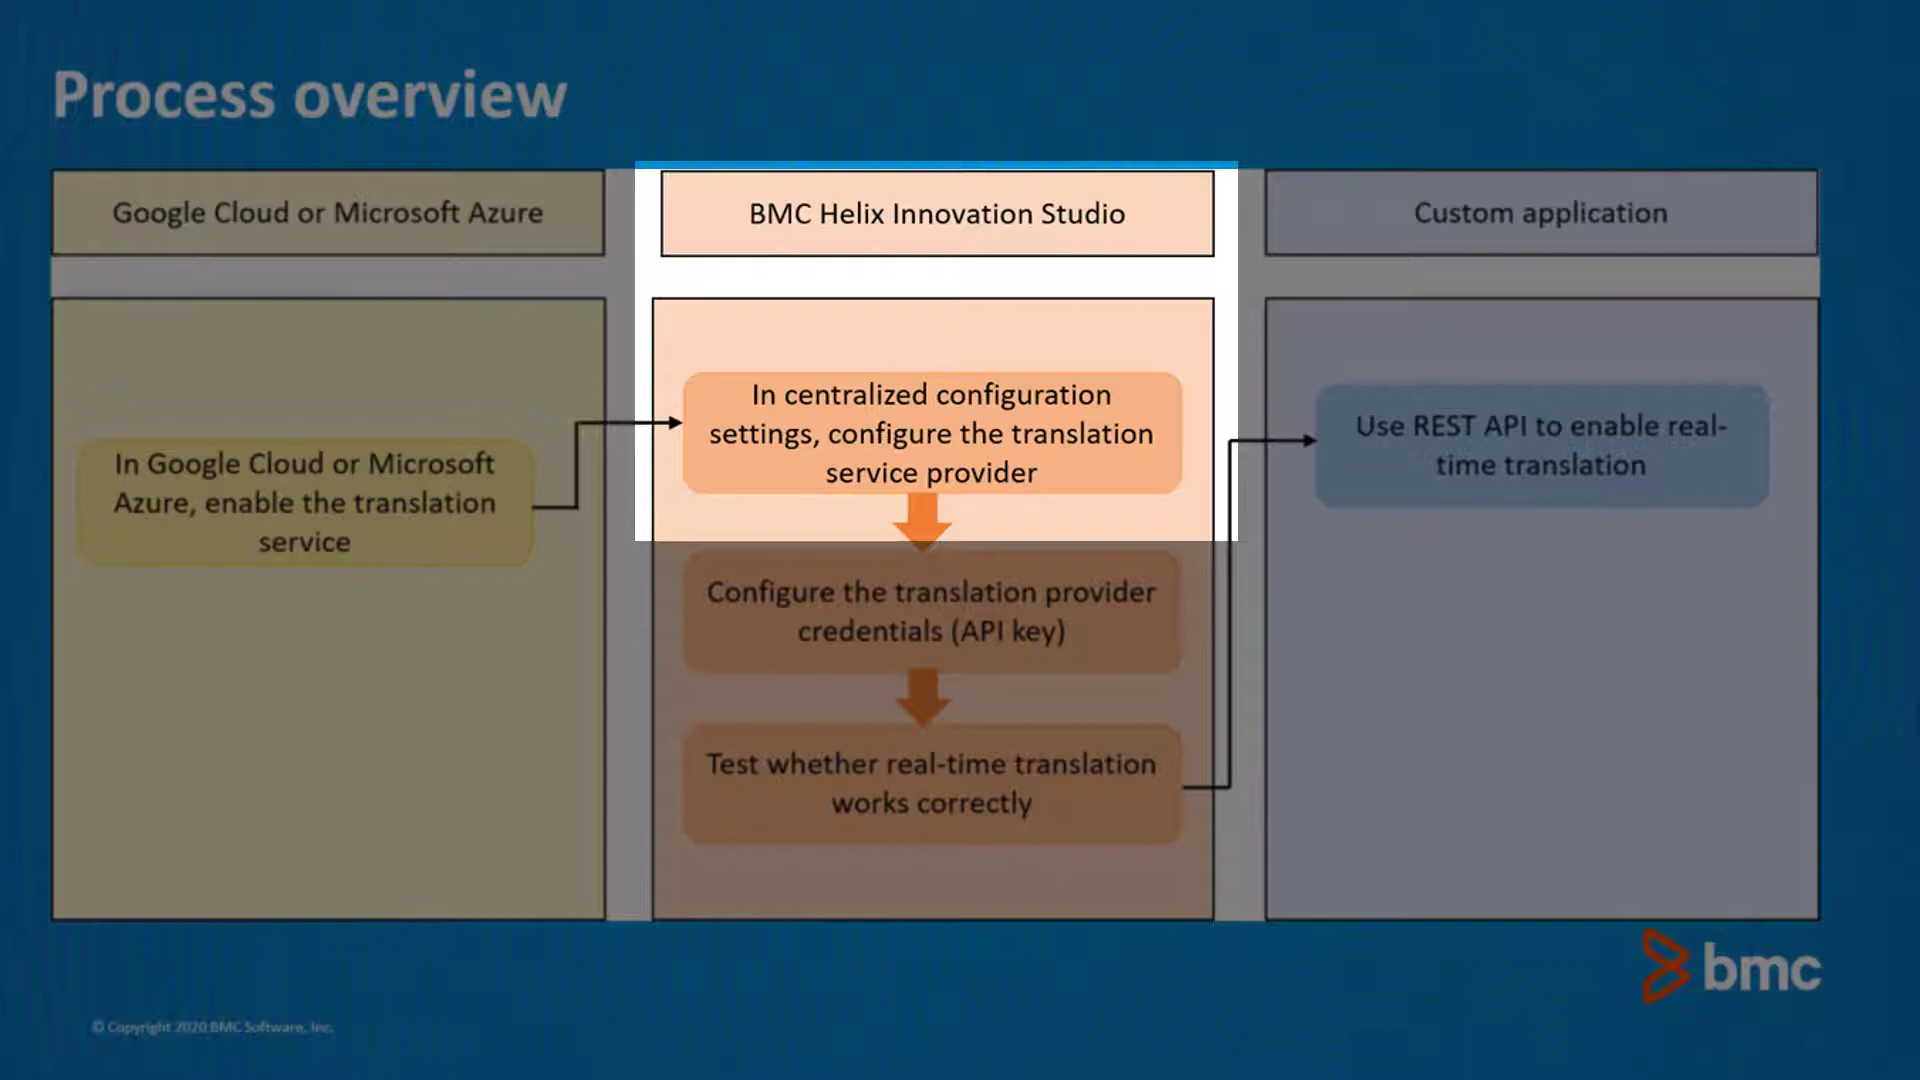 Process overview
Google Cloud or Microsoft Azure
BMC Helix Innovation Studio
Custom application
In Google Cloud or Microsoft
Azure, enable the translation
service
In centralized configuration
settings, configure the translation
service provider
Configure the translation provider
credentials (API key)
Test whether real-time translation
works correctly
Use REST API to enable real-
time translation
bmc
© Copyright 2020 BMC Software, Inc.